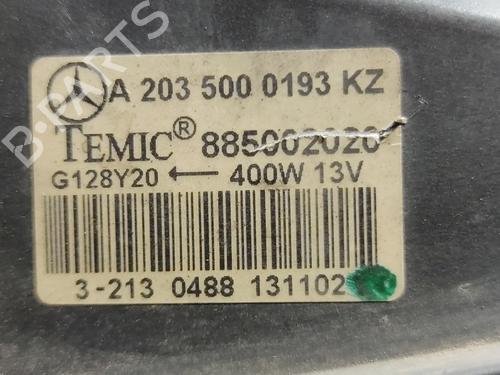 B-PARTS
A 203 500 0193 KZ
TEMIC® 885002020
G128Y20 ← 400W 13V
3-213 0488 131102